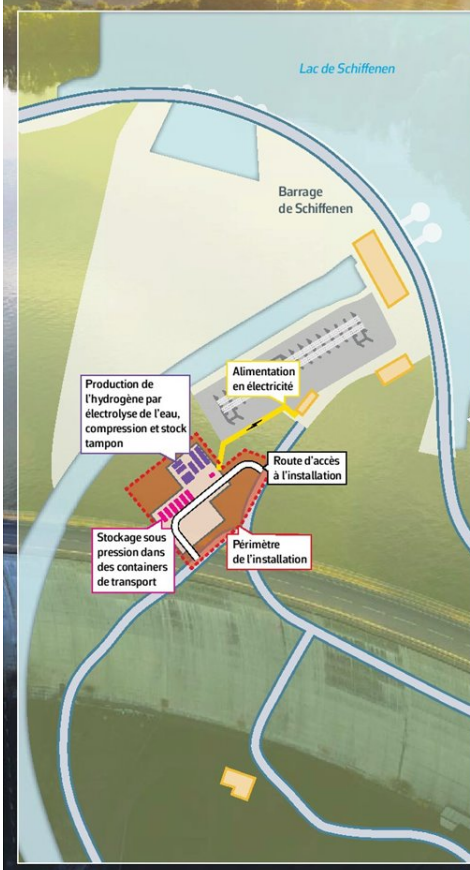 Lac de Schiffenen
Barrage
de Schiffenen
Alimentation
en électricité
Production de
l'hydrogène par
électrolyse de l'eau,
compression et stock
tampon
Route d'accès
à l'installation
Stockage sous
pression dans
des containers
de transport
Périmètre
de l'installation